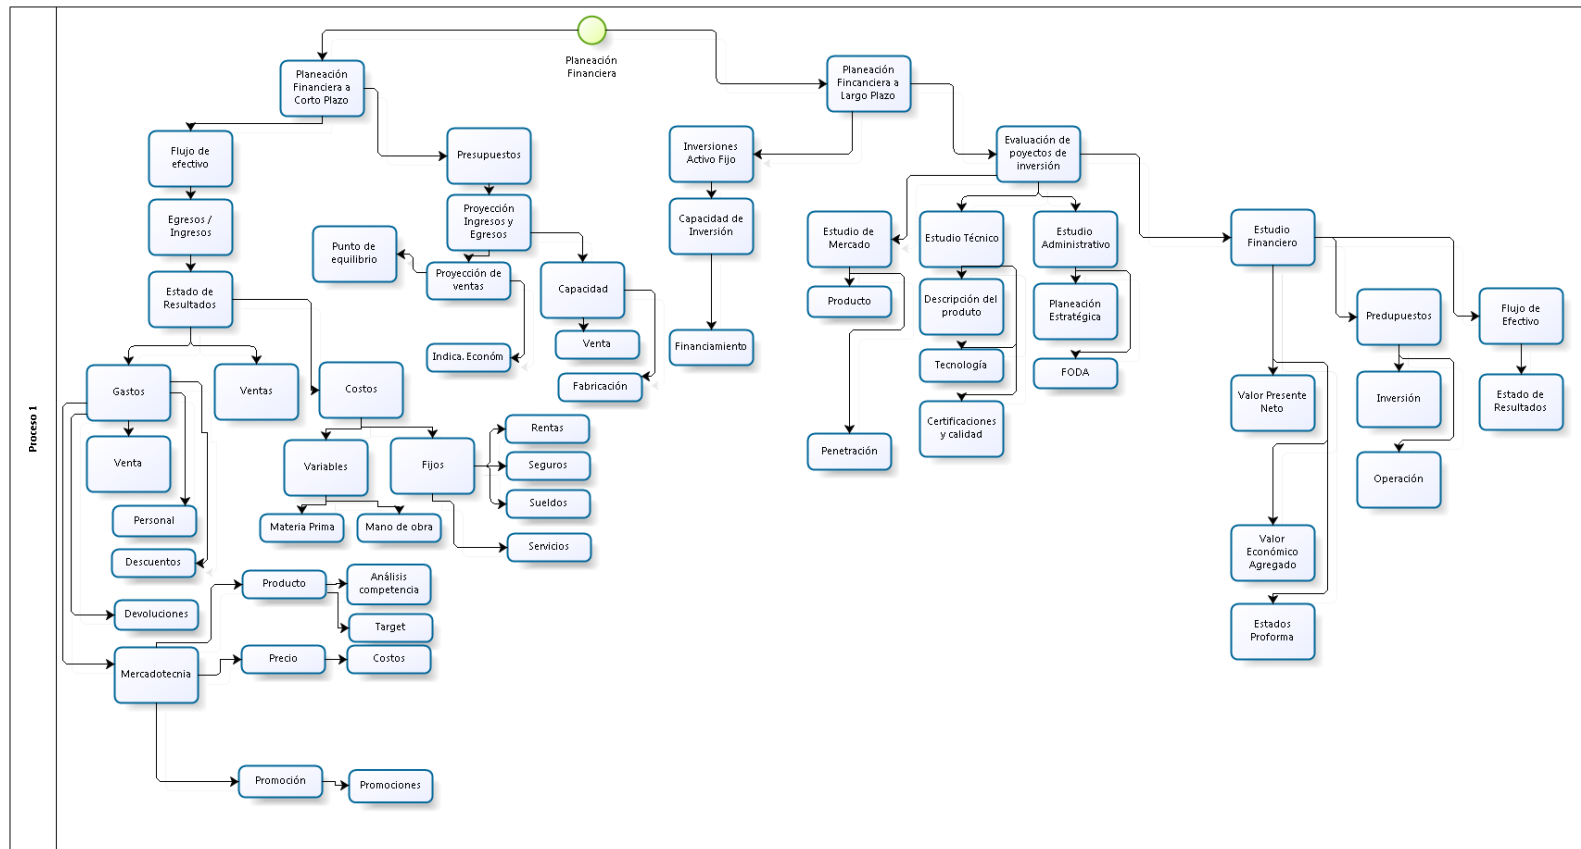 Proceso 1
Planeación
Financiera
Planeación
Financiera a
Corto Plazo
Planeación
Fincanciera a
Largo Plazo
Flujo de
efectivo
Presupuestos
Inversiones
Activo Fijo
Evaluación de
poyectos de
inversión
Egresos /
Ingresos
Proyección
Ingresos y
Egresos
Capacidad de
Inversión
Estudio de
Mercado
Estudio Técnico
Estudio
Administrativo
Estudio
Financiero
Punto de
equilibrio
Proyección de
ventas
Capacidad
Estado de
Resultados
Producto
Descripción del
produto
Planeación
Estratégica
Predupuestos
Flujo de
Efectivo
Indica. Económ
Venta
Financiamiento
Tecnología
FODA
Fabricación
Gastos
Ventas
Costos
Valor Presente
Neto
Inversión
Estado de
Resultados
Certificaciones
y calidad
Rentas
Penetración
Venta
Variables
Fijos
Seguros
Operación
Sueldos
Personal
Materia Prima
Mano de obra
Servicios
Valor
Económico
Agregado
Descuentos
Producto
Análisis
competencia
Devoluciones
Target
Estados
Proforma
Mercadotecnia
Precio
Costos
Promoción
Promociones